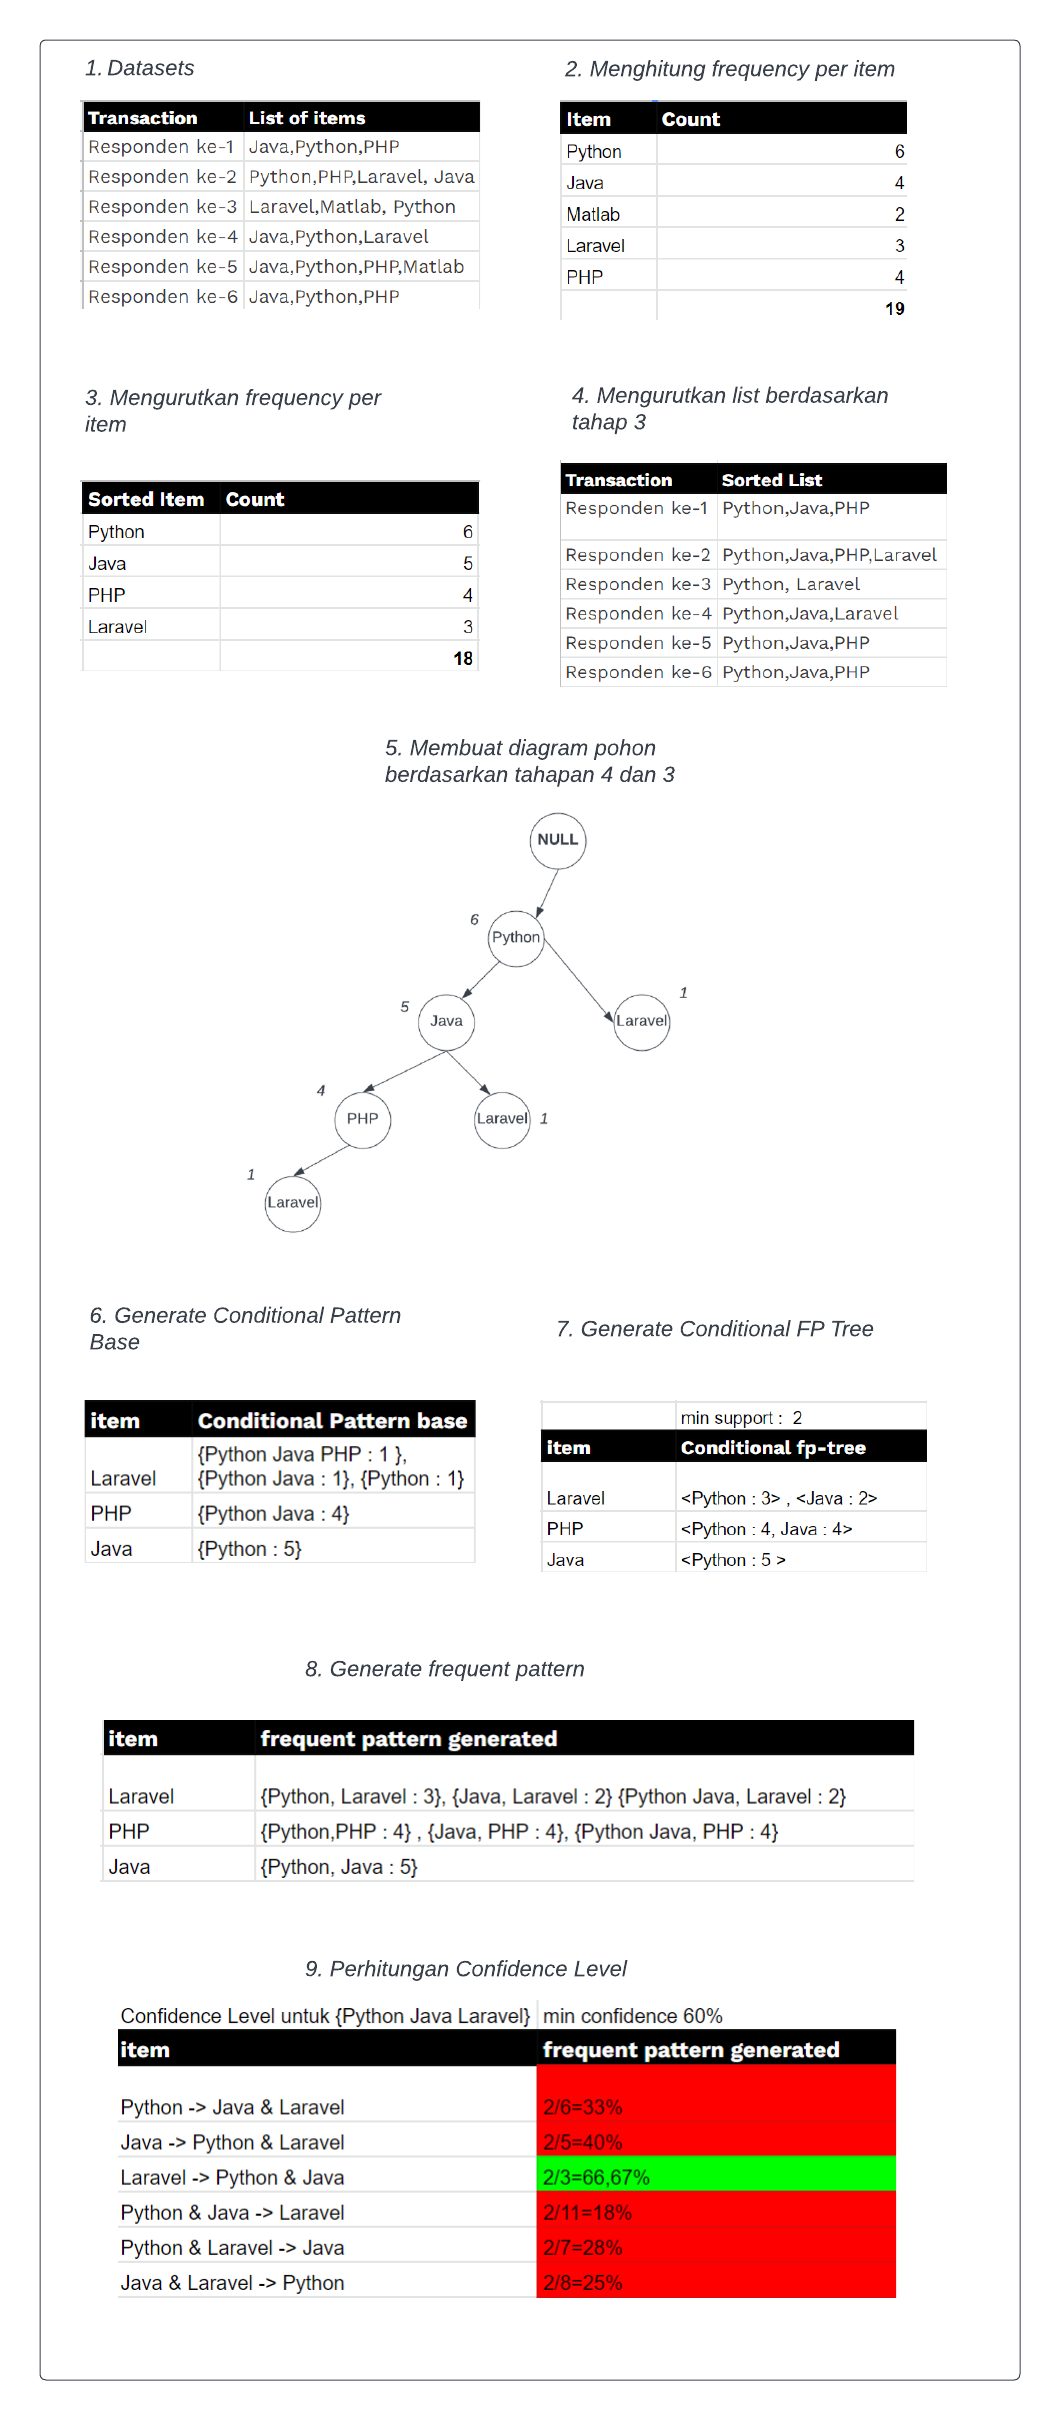 1. Datasets
Transaction List of items
Responden ke-1 Java,Python,PHP
Responden ke-2 Python,PHP,Laravel, Java
Responden ke-3 Laravel,Matlab, Python
Responden ke-4 Java,Python,Laravel
Responden ke-5 Java,Python,PHP,Matlab
Responden ke-6 Java,Python,PHP
2. Menghitung frequency per item
Item Count
Python 6
Java 4
Matlab 2
Laravel 3
PHP 4
19
3. Mengurutkan frequency per
item
Sorted Item Count
Python 6
Java 5
PHP 4
Laravel 3
18
4. Mengurutkan list berdasarkan
tahap 3
Transaction Sorted List
Responden ke-1 Python,Java,PHP
Responden ke-2 Python,Java,PHP,Laravel
Responden ke-3 Python, Laravel
Responden ke-4 Python,Java,Laravel
Responden ke-5 Python,Java,PHP
Responden ke-6 Python,Java,PHP
5. Membuat diagram pohon
berdasarkan tahapan 4 dan 3
NULL
6
Python
5
Java
1
Laravel
4
PHP
Laravel 1
1
Laravel
6. Generate Conditional Pattern
Base
item Conditional Pattern base
{Python Java PHP : 1 },
Laravel {Python Java : 1}, {Python : 1}
PHP {Python Java : 4}
Java {Python : 5}
7. Generate Conditional FP Tree
min support : 2
item Conditional fp-tree
Laravel <Python : 3> , <Java : 2>
PHP <Python : 4, Java : 4>
Java <Python : 5 >
8. Generate frequent pattern
item frequent pattern generated
Laravel {Python, Laravel : 3}, {Java, Laravel : 2} {Python Java, Laravel : 2}
PHP {Python,PHP : 4} , {Java, PHP : 4}, {Python Java, PHP : 4}
Java {Python, Java : 5}
9. Perhitungan Confidence Level
Confidence Level untuk {Python Java Laravel} min confidence 60%
item frequent pattern generated
Python -> Java & Laravel 2/6=33%
Java -> Python & Laravel 2/5=40%
Laravel -> Python & Java 2/3=66,67%
Python & Java -> Laravel 2/11=18%
Python & Laravel -> Java 2/7=28%
Java & Laravel -> Python 2/8=25%